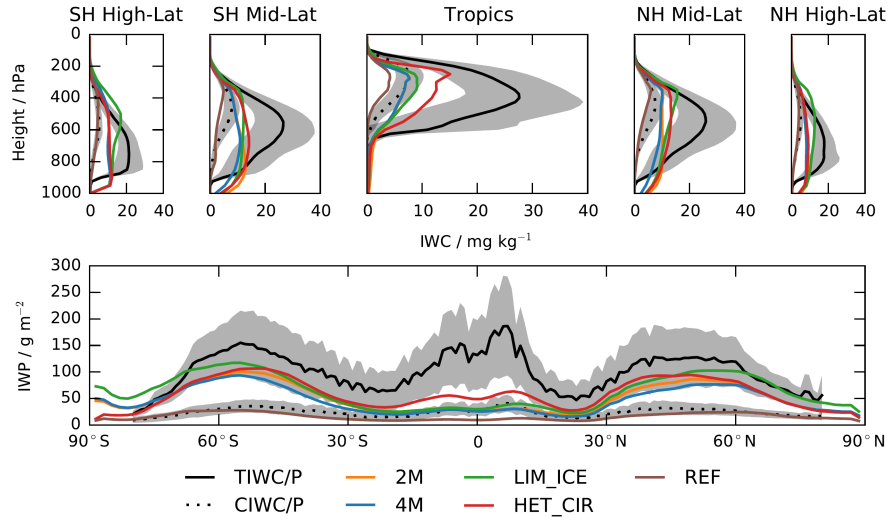 SH High-Lat SH Mid-Lat Tropics NH Mid-Lat NH High-Lat
Height / hPa
0
200
400
600
800
1000
0 20 40 0 20 40 0 10 20 30 40 0 20 40 0 20 40
IWC / mg kg⁻¹
IWP / g m⁻²
300
250
200
150
100
50
0
90°S 60°S 30°S 0 30°N 60°N 90°N
TIWC/P 2M LIM_ICE REF
CIWC/P 4M HET_CIR